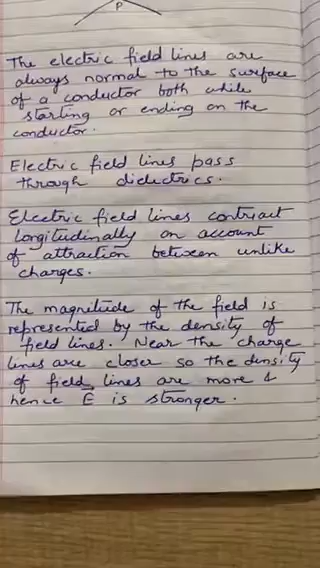 P
The electric field lines are
always normal to the surface
of a conductor both while
starting or ending on the
conductor.
Electric field lines pass
through dielectrics.
Electric field lines contract
longitudinally on account
of attraction between unlike
charges.
The magnitude of the field is
represented by the density of
field lines. Near the charge
lines are closer so the density
of field lines are more &
hence E⃗ is stronger.